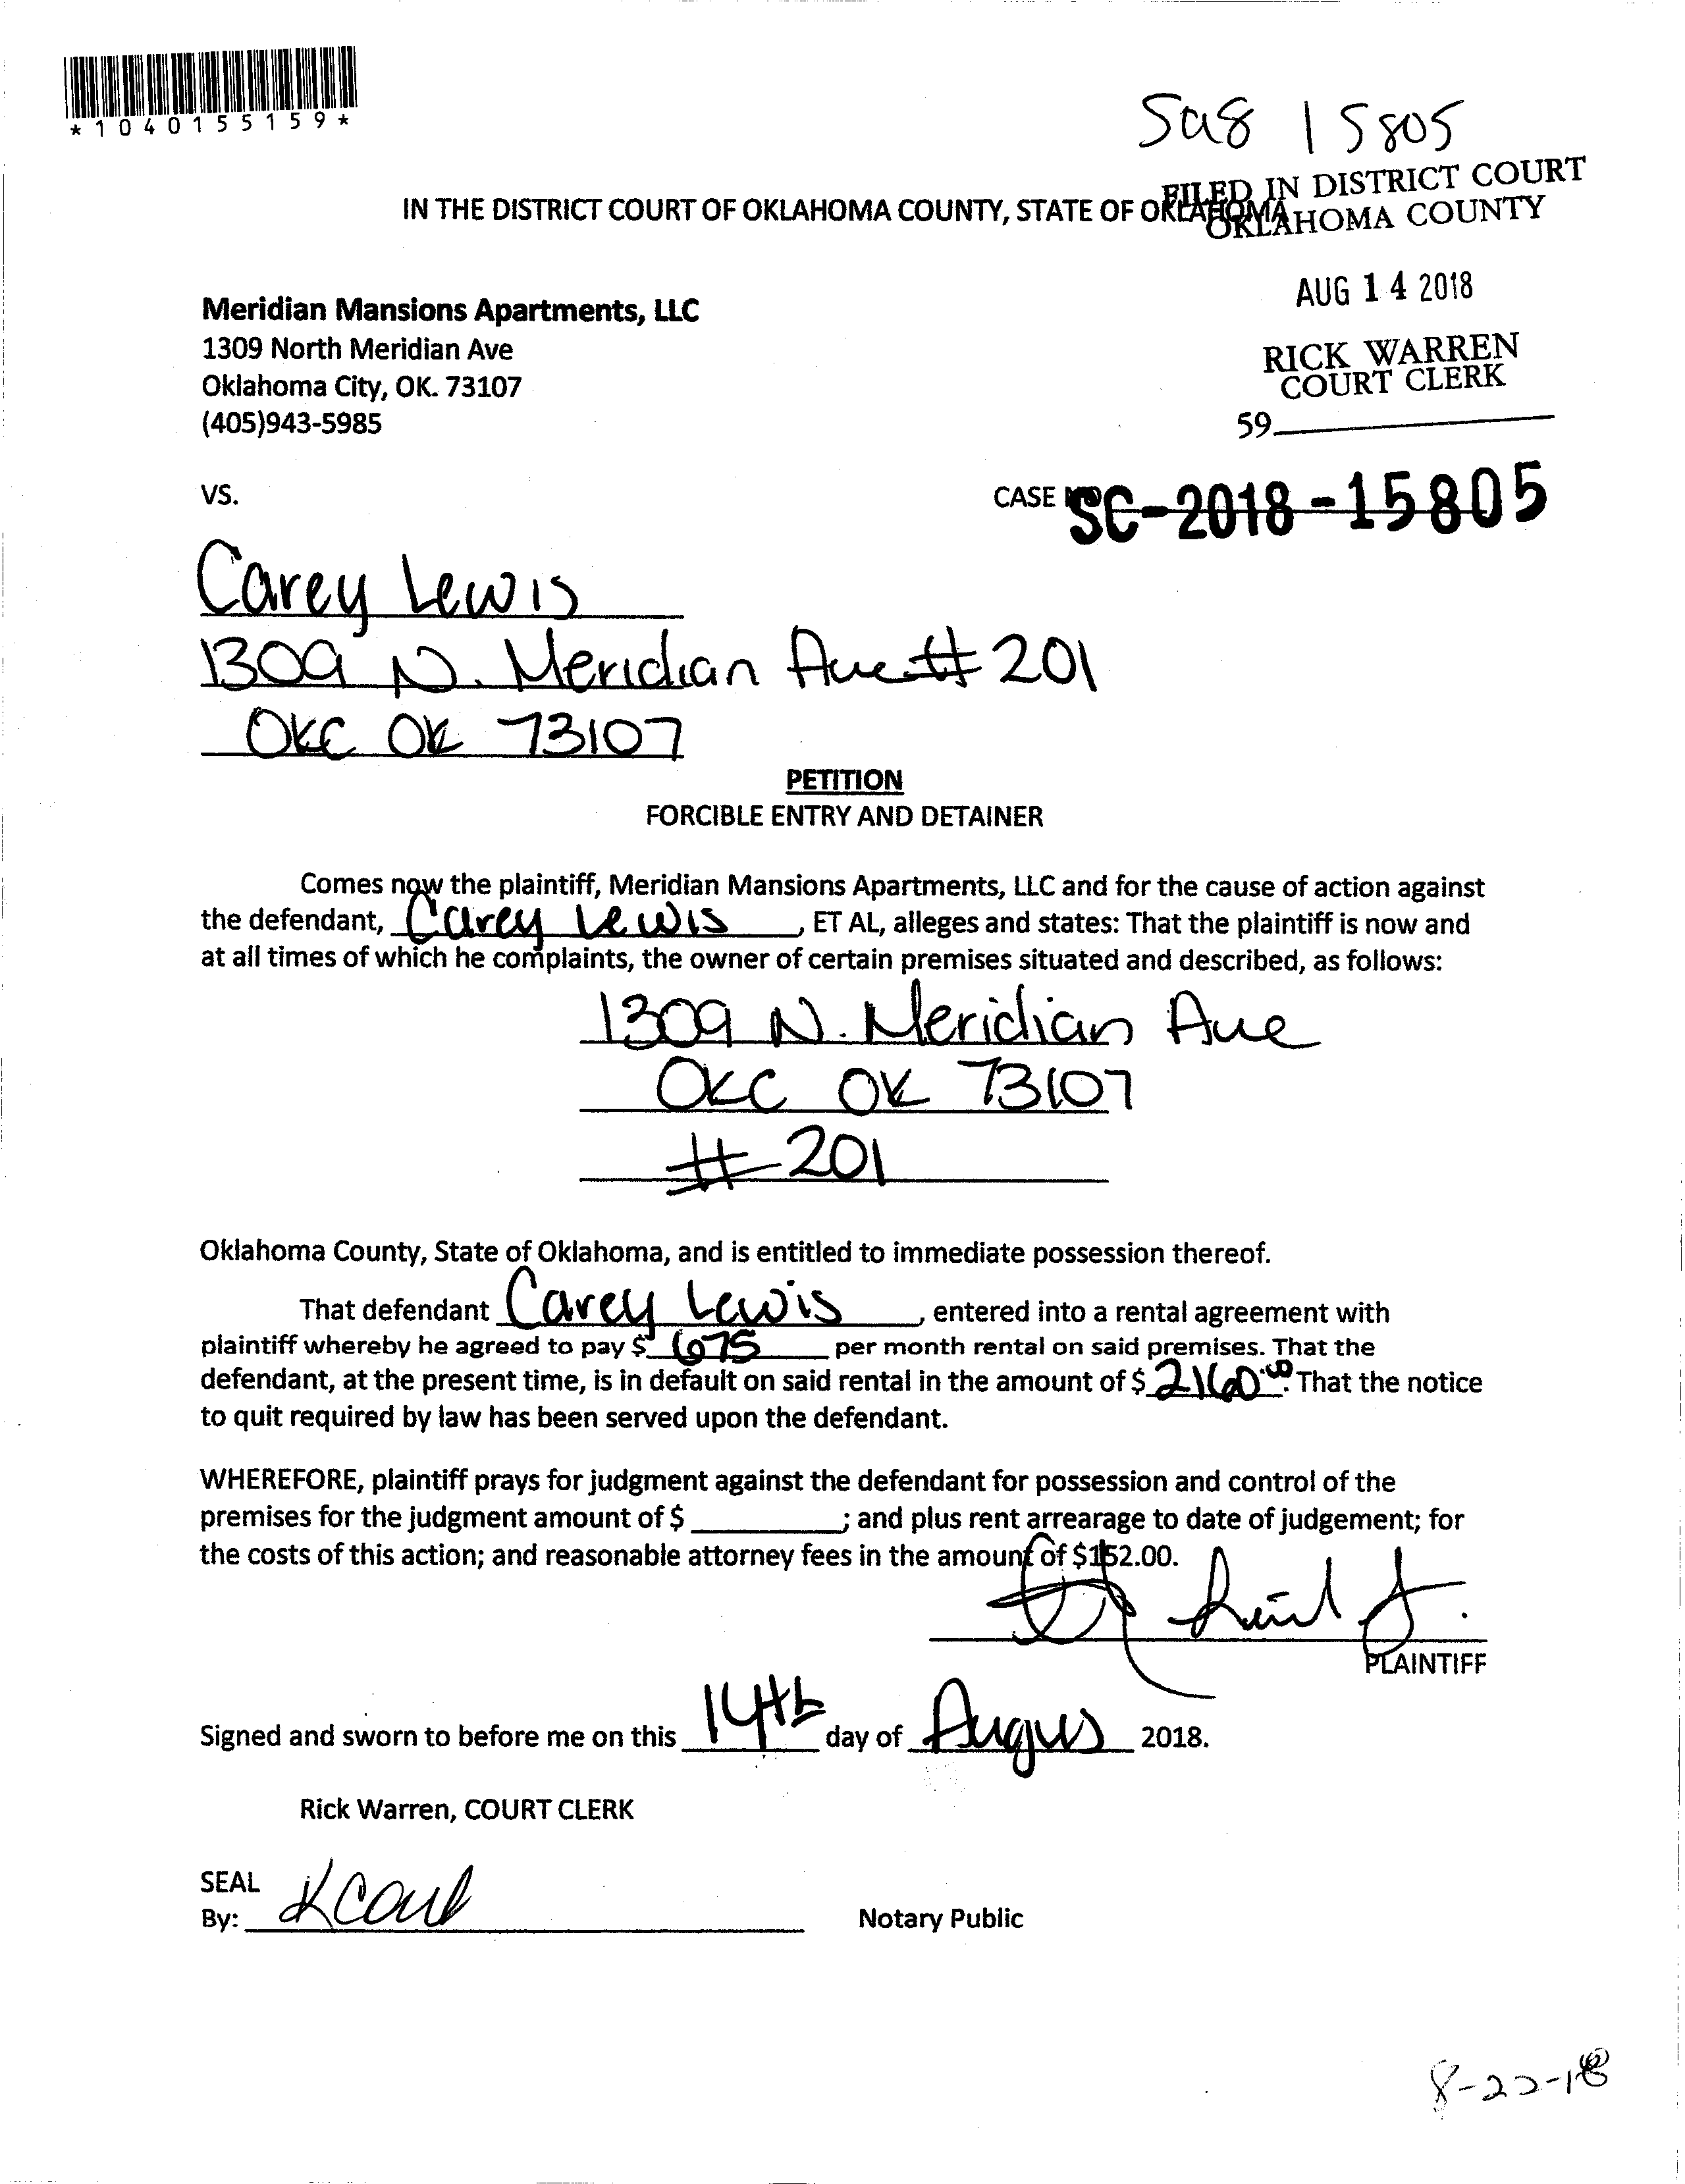 *1040155159*
Sa8 15805
IN THE DISTRICT COURT OF OKLAHOMA COUNTY, STATE OF OKLAHOMA
FILED IN DISTRICT COURT
OKLAHOMA COUNTY
AUG 14 2018
RICK WARREN
COURT CLERK
59
Meridian Mansions Apartments, LLC
1309 North Meridian Ave
Oklahoma City, OK. 73107
(405)943-5985
VS.
CASE NO SC-2018-15805
Carey Lewis
1309 N. Meridian Ave # 201
OKC OK 73107
PETITION
FORCIBLE ENTRY AND DETAINER
Comes now the plaintiff, Meridian Mansions Apartments, LLC and for the cause of action against
the defendant, Carey Lewis, ET AL, alleges and states: That the plaintiff is now and
at all times of which he complaints, the owner of certain premises situated and described, as follows:
1309 N. Meridian Ave
OKC OK 73107
# 201
Oklahoma County, State of Oklahoma, and is entitled to immediate possession thereof.
That defendant Carey Lewis, entered into a rental agreement with
plaintiff whereby he agreed to pay $ 675 per month rental on said premises. That the
defendant, at the present time, is in default on said rental in the amount of $ 2160.00. That the notice
to quit required by law has been served upon the defendant.
WHEREFORE, plaintiff prays for judgment against the defendant for possession and control of the
premises for the judgment amount of $ ________; and plus rent arrearage to date of judgement; for
the costs of this action; and reasonable attorney fees in the amount of $152.00.
PLAINTIFF
Signed and sworn to before me on this 14th day of Augus 2018.
Rick Warren, COURT CLERK
SEAL
By:
Notary Public
8-22-18